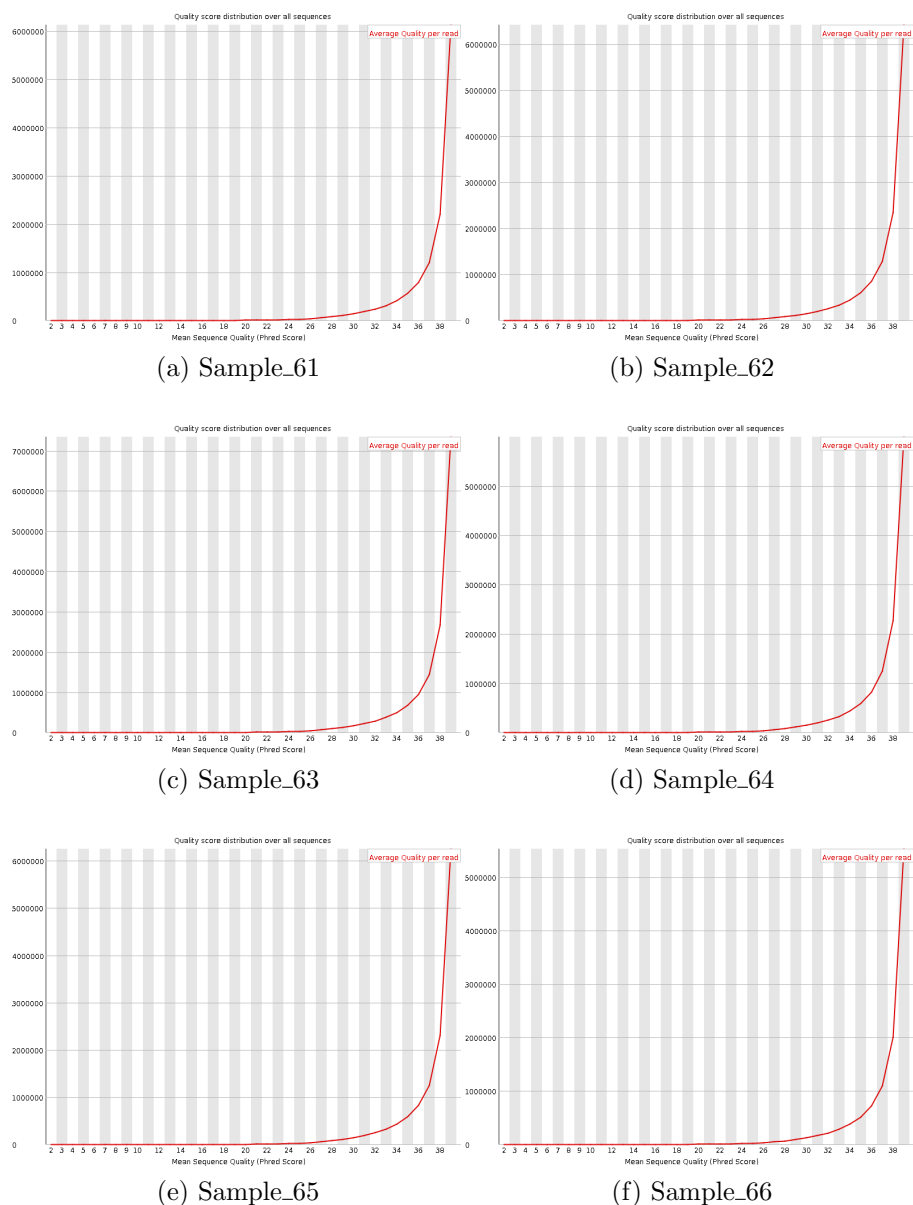 Quality score distribution over all sequences
Average Quality per read
6000000
5000000
4000000
3000000
2000000
1000000
0
2 3 4 5 6 7 8 9 10 12 14 16 18 20 22 24 26 28 30 32 34 36 38
Mean Sequence Quality (Phred Score)
(a) Sample_61
Quality score distribution over all sequences
Average Quality per read
6000000
5000000
4000000
3000000
2000000
1000000
0
2 3 4 5 6 7 8 9 10 12 14 16 18 20 22 24 26 28 30 32 34 36 38
Mean Sequence Quality (Phred Score)
(b) Sample_62
Quality score distribution over all sequences
Average Quality per read
7000000
6000000
5000000
4000000
3000000
2000000
1000000
0
2 3 4 5 6 7 8 9 10 12 14 16 18 20 22 24 26 28 30 32 34 36 38
Mean Sequence Quality (Phred Score)
(c) Sample_63
Quality score distribution over all sequences
Average Quality per read
5000000
4000000
3000000
2000000
1000000
0
2 3 4 5 6 7 8 9 10 12 14 16 18 20 22 24 26 28 30 32 34 36 38
Mean Sequence Quality (Phred Score)
(d) Sample_64
Quality score distribution over all sequences
Average Quality per read
6000000
5000000
4000000
3000000
2000000
1000000
0
2 3 4 5 6 7 8 9 10 12 14 16 18 20 22 24 26 28 30 32 34 36 38
Mean Sequence Quality (Phred Score)
(e) Sample_65
Quality score distribution over all sequences
Average Quality per read
5000000
4000000
3000000
2000000
1000000
0
2 3 4 5 6 7 8 9 10 12 14 16 18 20 22 24 26 28 30 32 34 36 38
Mean Sequence Quality (Phred Score)
(f) Sample_66